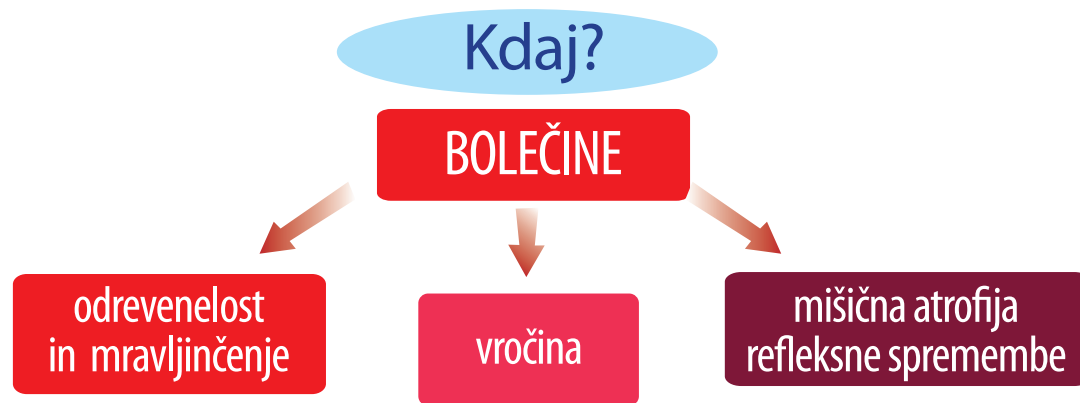 Kdaj?
BOLEČINE
odrevenelost
in mravljinčenje
vročina
mišična atrofija
refleksne spremembe